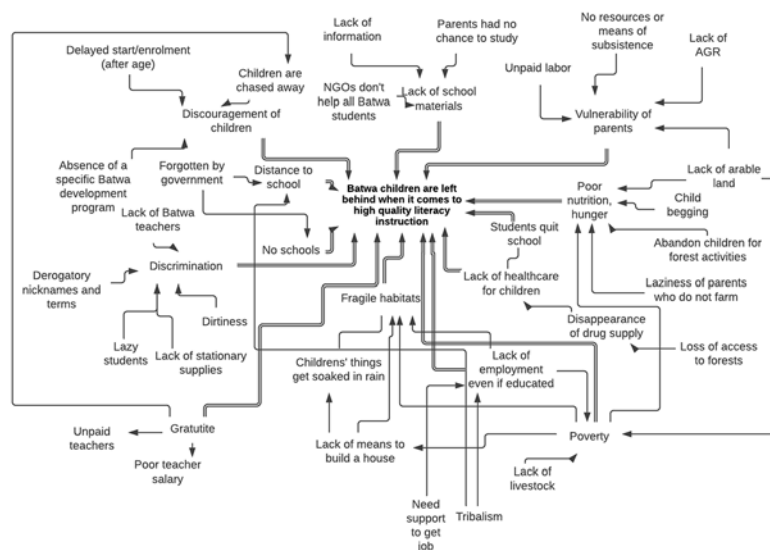 Lack of
information
Parents had no
chance to study
No resources or
means of
subsistence
Lack of
AGR
Delayed start/enrolment
(after age)
Children are
chased away
NGOs don't
help all Batwa
students
Lack of school
materials
Unpaid labor
Discouragement of
children
Vulnerability of
parents
Absence of a
specific Batwa
development
program
Forgotten by
government
Distance to
school
Batwa children are left
behind when it comes to
high quality literacy
instruction
Poor
nutrition,
hunger
Lack of arable
land
Child
begging
Lack of Batwa
teachers
No schools
Students quit
school
Abandon children for
forest activities
Derogatory
nicknames and
terms
Discrimination
Lack of healthcare
for children
Laziness of parents
who do not farm
Fragile habitats
Dirtiness
Disappearance
of drug supply
Lazy
students
Lack of stationary
supplies
Childrens' things
get soaked in rain
Lack of
employment
even if educated
Loss of access
to forests
Unpaid
teachers
Gratutite
Poor teacher
salary
Lack of means to
build a house
Poverty
Lack of
livestock
Need
support to
get
job
Tribalism